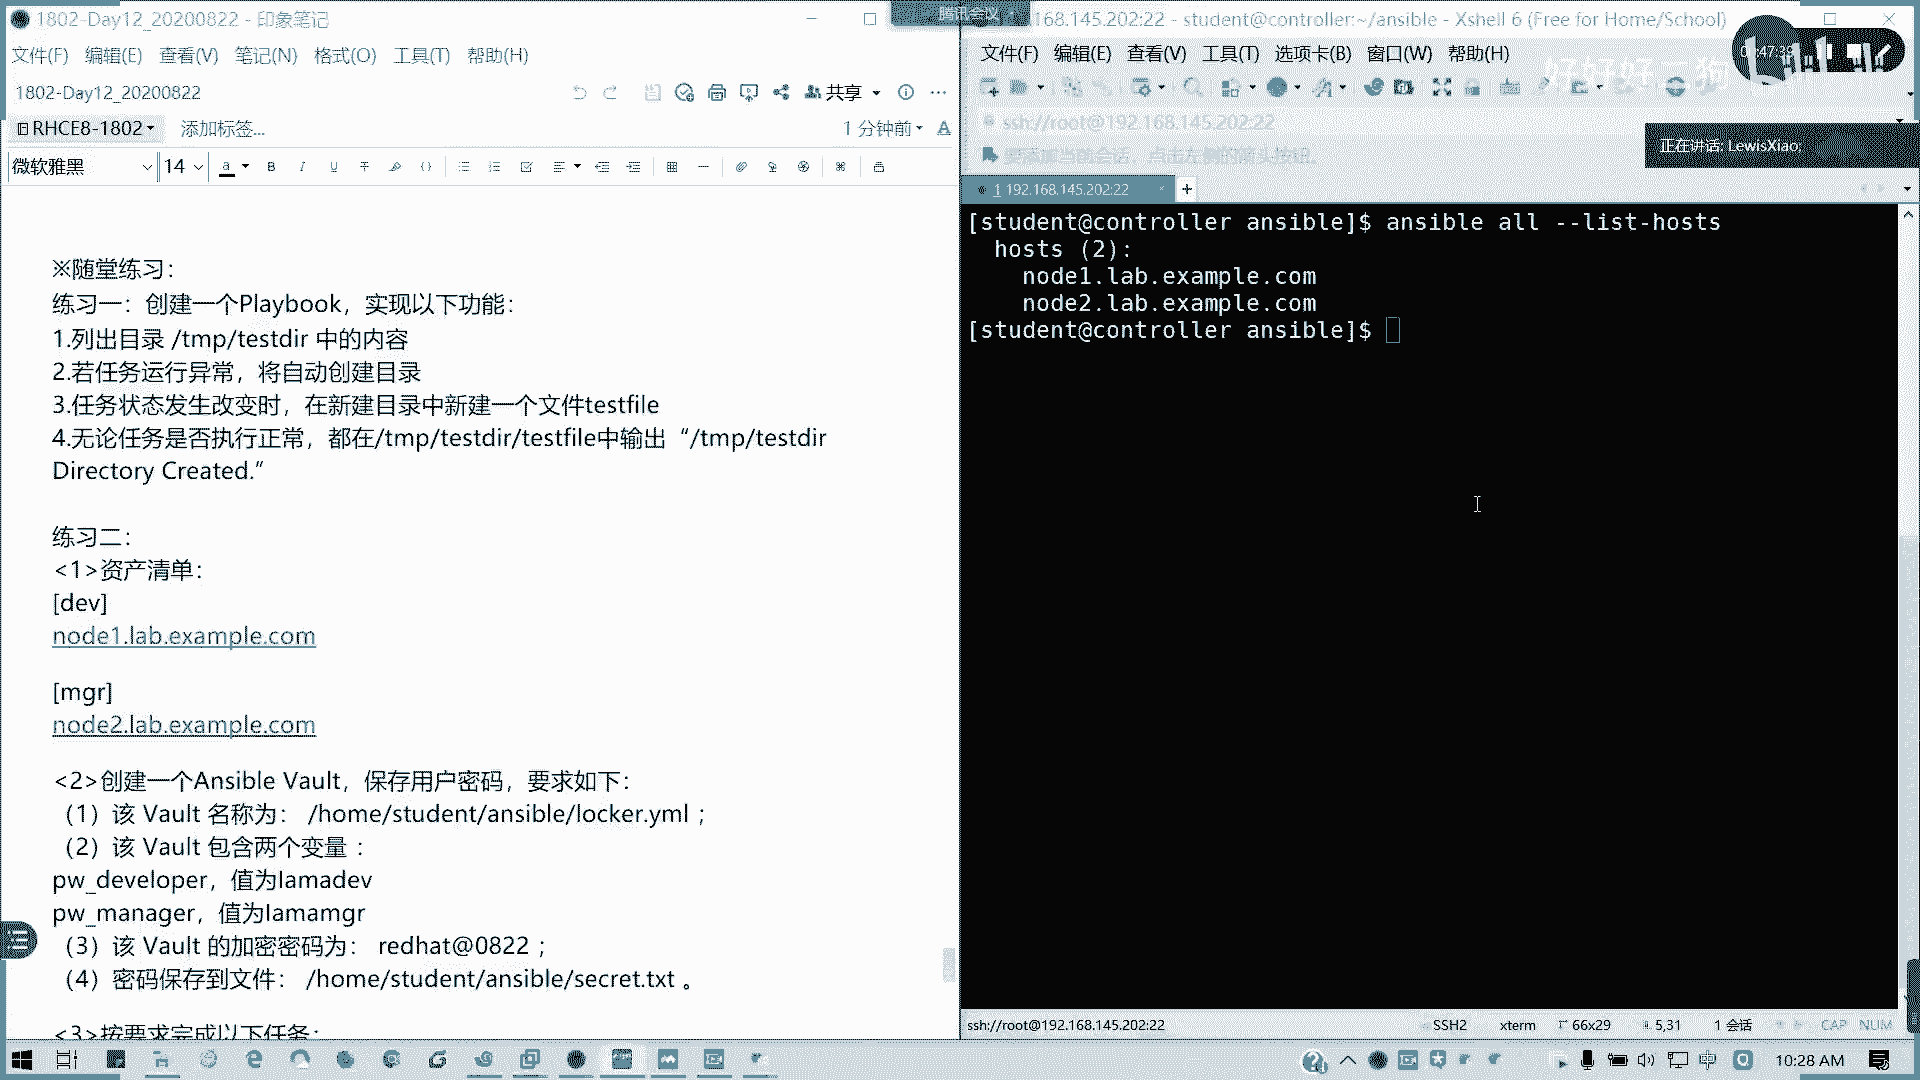 1802-Day12_20200822 - 印象笔记
文件(F) 编辑(E) 查看(V) 笔记(N) 格式(O) 工具(T) 帮助(H)
1802-Day12_20200822
共享
RHCE8-1802
添加标签...
1 分钟前
微软雅黑
14
※随堂练习：
练习一：创建一个Playbook，实现以下功能：
1.列出目录 /tmp/testdir 中的内容
2.若任务运行异常，将自动创建目录
3.任务状态发生改变时，在新建目录中新建一个文件testfile
4.无论任务是否执行正常，都在/tmp/testdir/testfile中输出“/tmp/testdir
Directory Created.”
练习二：
<1>资产清单：
[dev]
node1.lab.example.com
[mgr]
node2.lab.example.com
<2>创建一个Ansible Vault，保存用户密码，要求如下：
（1）该 Vault 名称为： /home/student/ansible/locker.yml ；
（2）该 Vault 包含两个变量 ：
pw_developer，值为Iamadev
pw_manager，值为Iamamgr
（3）该 Vault 的加密密码为： redhat@0822 ；
（4）密码保存到文件： /home/student/ansible/secret.txt 。
<3>按要求完成以下任务：
腾讯会议
168.145.202:22 - student@controller:~/ansible - Xshell 6 (Free for Home/School)
文件(F) 编辑(E) 查看(V) 工具(T) 选项卡(B) 窗口(W) 帮助(H)
好好好二狗
ssh://root@192.168.145.202:22
要添加当前会话，点击左侧的箭头按钮。
正在讲话: LewisXiao;
1 192.168.145.202:22
[student@controller ansible]$ ansible all --list-hosts
hosts (2):
node1.lab.example.com
node2.lab.example.com
[student@controller ansible]$
ssh://root@192.168.145.202:22
SSH2
xterm
66x29
5,31
1 会话
CAP NUM
中
10:28 AM